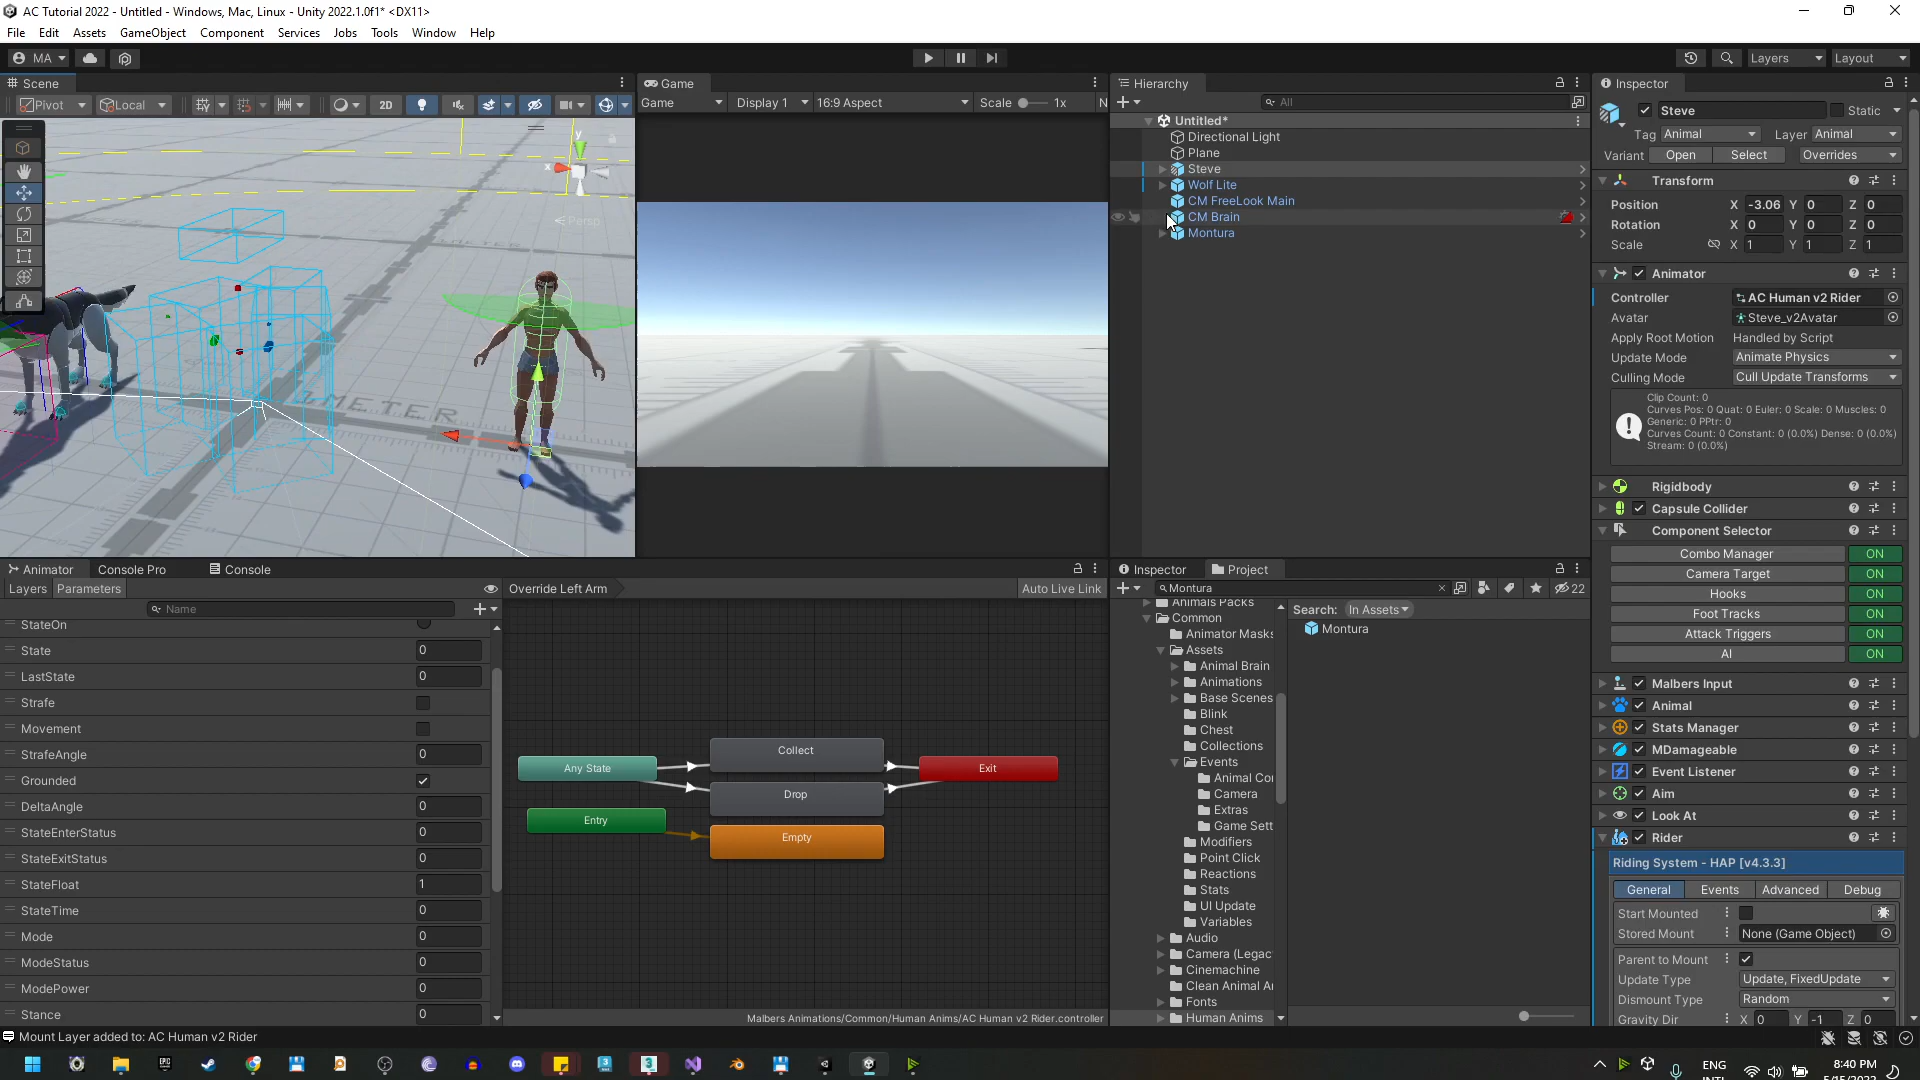 AC Tutorial 2022 - Untitled - Windows, Mac, Linux - Unity 2022.1.0f1* <DX11>
File Edit Assets GameObject Component Services Jobs Tools Window Help
MA
Layers Layout
Scene
Pivot Local 2D
Persp
y
x
METER
Game
Game Display 1 16:9 Aspect Scale 1x N
Hierarchy
All
Untitled*
Directional Light
Plane
Steve
Wolf Lite
CM FreeLook Main
CM Brain
Montura
Inspector
Steve Static
Tag Animal Layer Animal
Variant Open Select Overrides
Transform
Position X -3.06 Y 0 Z 0
Rotation X 0 Y 0 Z 0
Scale X 1 Y 1 Z 1
Animator
Controller AC Human v2 Rider
Avatar Steve_v2Avatar
Apply Root Motion Handled by Script
Update Mode Animate Physics
Culling Mode Cull Update Transforms
Clip Count: 0
Curves Pos: 0 Quat: 0 Euler: 0 Scale: 0 Muscles: 0
Generic: 0 PPtr: 0
Curves Count: 0 Constant: 0 (0.0%) Dense: 0 (0.0%)
Stream: 0 (0.0%)
Rigidbody
Capsule Collider
Component Selector
Combo Manager ON
Camera Target ON
Hooks ON
Foot Tracks ON
Attack Triggers ON
AI ON
Malbers Input
Animal
Stats Manager
MDamageable
Event Listener
Aim
Look At
Rider
Riding System - HAP [v4.3.3]
General Events Advanced Debug
Start Mounted
Stored Mount None (Game Object)
Parent to Mount
Update Type Update, FixedUpdate
Dismount Type Random
Gravity Dir X 0 Y -1 Z 0
Animator Console Pro Console
Layers Parameters Override Left Arm Auto Live Link
Name
StateOn
State 0
LastState 0
Strafe
Movement
StrafeAngle 0
Grounded
DeltaAngle 0
StateEnterStatus 0
StateExitStatus 0
StateFloat 1
StateTime 0
Mode 0
ModeStatus 0
ModePower 0
Stance 0
Any State
Entry
Collect
Drop
Empty
Exit
Malbers Animations/Common/Human Anims/AC Human v2 Rider.controller
Inspector Project
Montura 22
Animals Packs
Common
Animator Masks
Assets
Animal Brain
Animations
Base Scenes
Blink
Chest
Collections
Events
Animal Co
Camera
Extras
Game Sett
Modifiers
Point Click
Reactions
Stats
UI Update
Variables
Audio
Camera (Legac
Cinemachine
Clean Animal A
Fonts
Human Anims
Search: In Assets
Montura
Mount Layer added to: AC Human v2 Rider
ENG
INTL
8:40 PM
5/15/2022